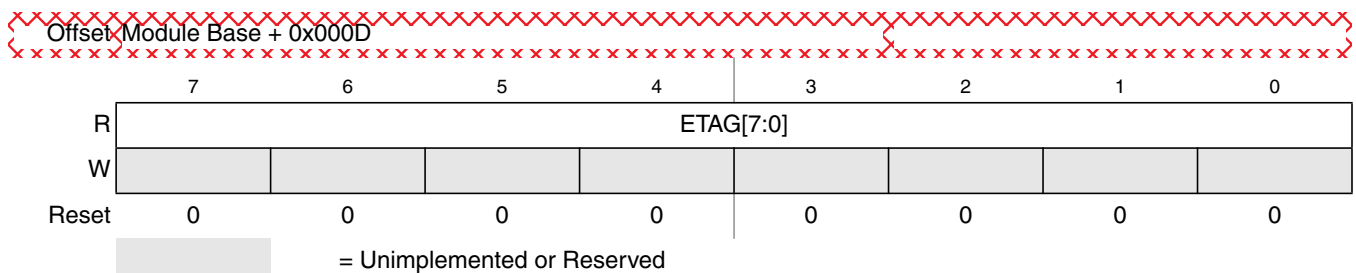 Offset Module Base + 0x000D
7 6 5 4 3 2 1 0
R ETAG[7:0]
W
Reset 0 0 0 0 0 0 0 0
= Unimplemented or Reserved